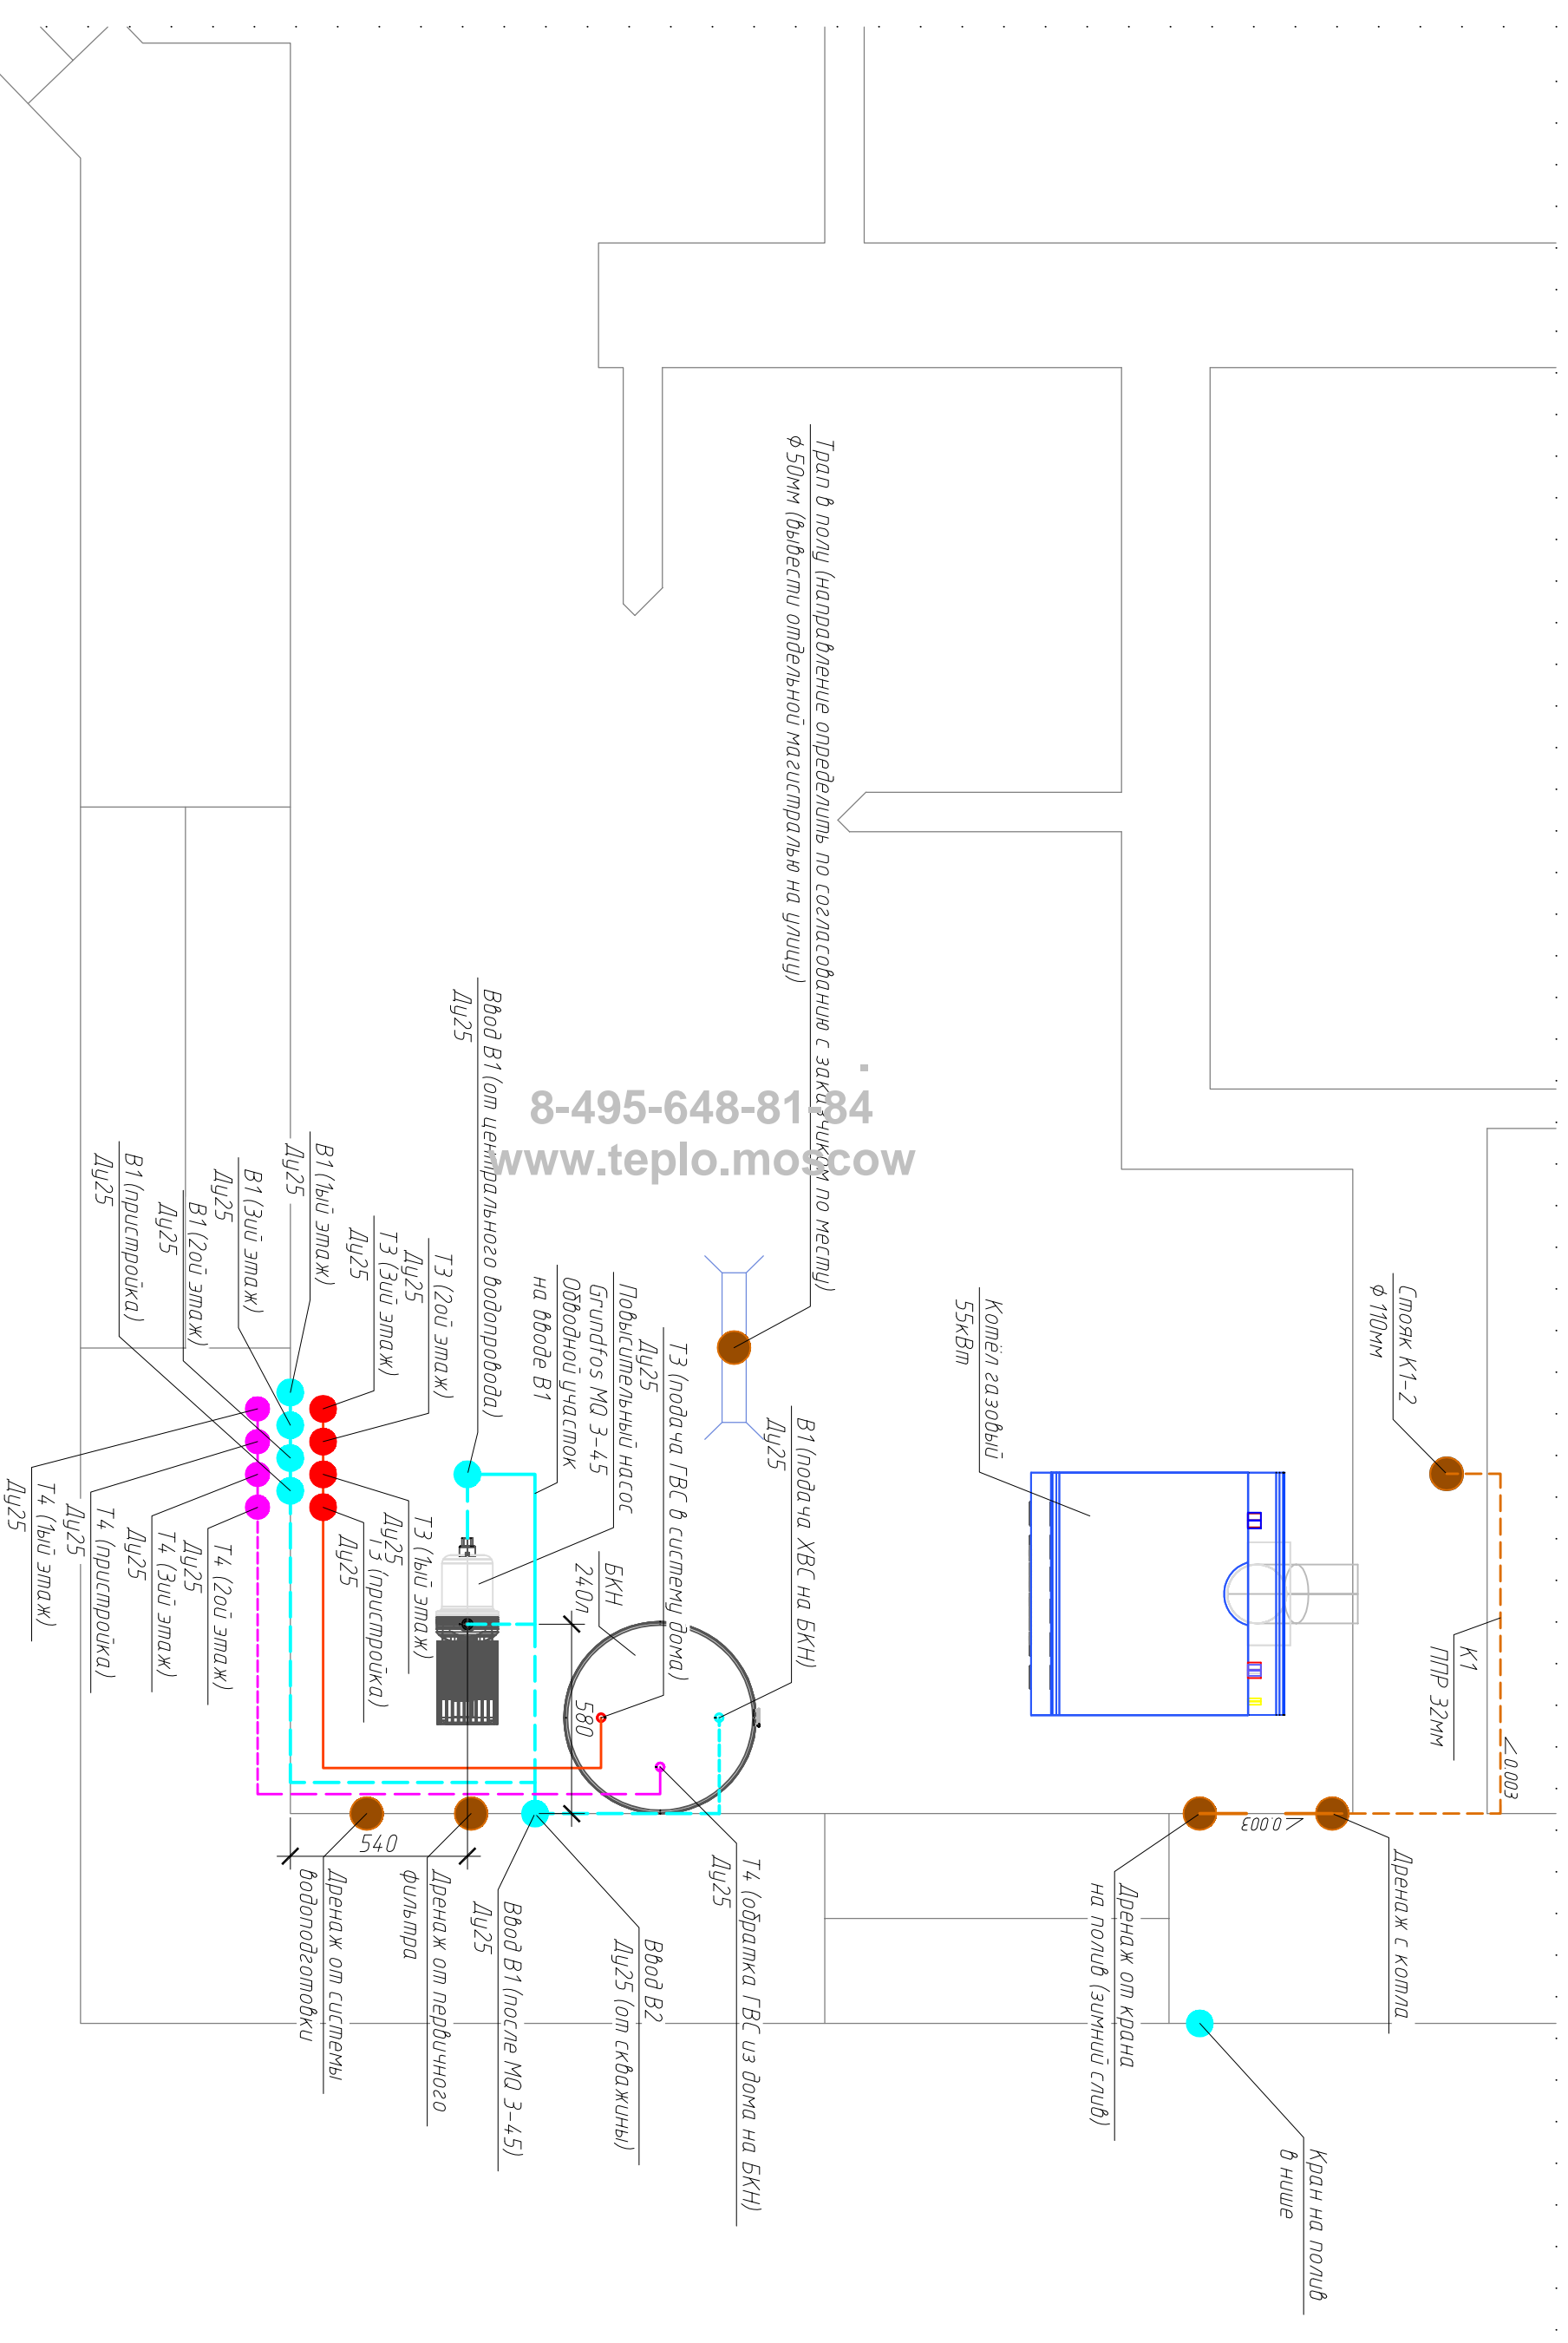 Стояк К1-2
ϕ 110мм
К1
ППР 32мм
0.003
0.003
Дренаж с котла
Кран на полив
в нише
Дренаж от крана
на полив (зимний слив)
Котёл газовый
55кВт
Трап в полу (направление определить по согласованию с заказчиком по месту)
ϕ 50мм (вывести отдельной магистралью на улицу)
В1 (подача ХВС на БКН)
Ду25
Т4 (обратка ГВС из дома на БКН)
Ду25
Т3 (подача ГВС в систему дома)
Ду25
Повысительный насос
Grundfos MQ 3-45
Обводной участок
на вводе В1
БКН
240л
580
Ввод В2
Ду25 (от скважины)
Ввод В1 (от центрального водопровода)
Ду25
Ввод В1 (после MQ 3-45)
Ду25
Т3 (2ой этаж)
Ду25
Т3 (3ий этаж)
Ду25
Т3 (1ый этаж)
Ду25
Т3 (пристройка)
Ду25
540
Дренаж от первичного
фильтра
Дренаж от системы
водоподготовки
В1 (1ый этаж)
Ду25
В1 (3ий этаж)
Ду25
В1 (2ой этаж)
Ду25
В1 (пристройка)
Ду25
Т4 (2ой этаж)
Ду25
Т4 (3ий этаж)
Ду25
Т4 (пристройка)
Ду25
Т4 (1ый этаж)
Ду25
8-495-648-81-84
www.teplo.moscow